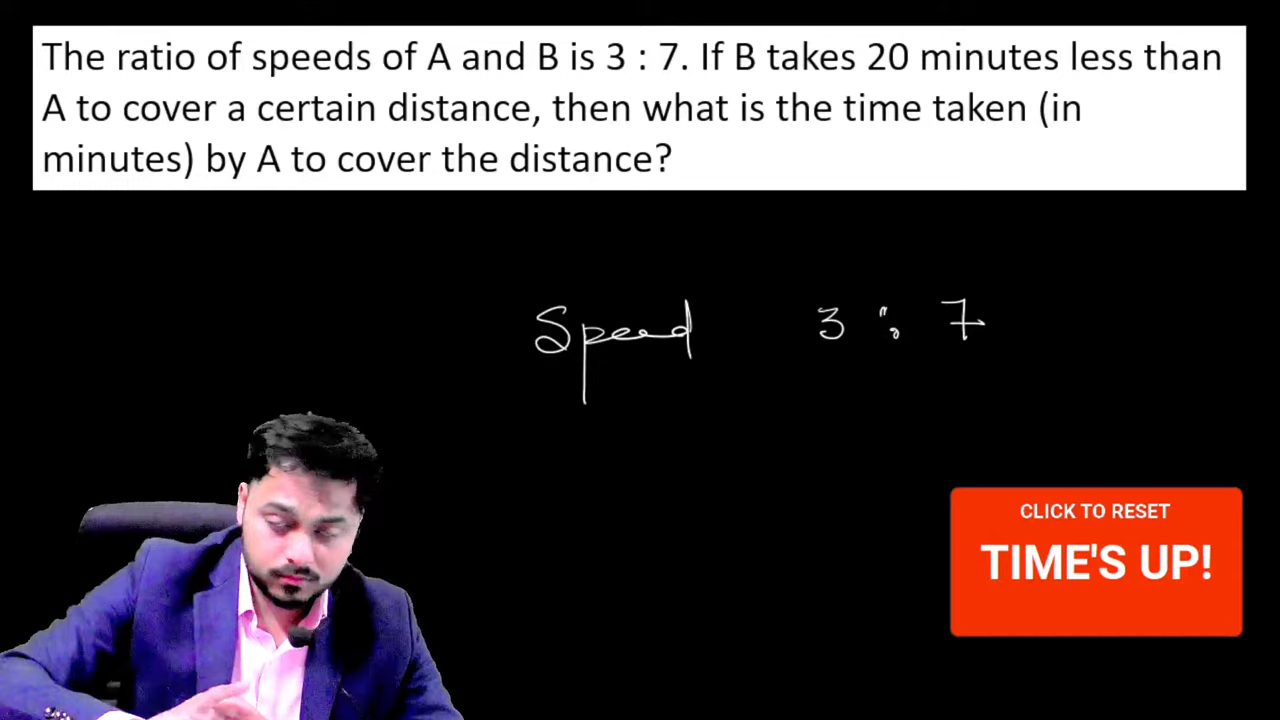 The ratio of speeds of A and B is 3 : 7. If B takes 20 minutes less than
A to cover a certain distance, then what is the time taken (in
minutes) by A to cover the distance?
Speed 3 : 7
CLICK TO RESET
TIME'S UP!